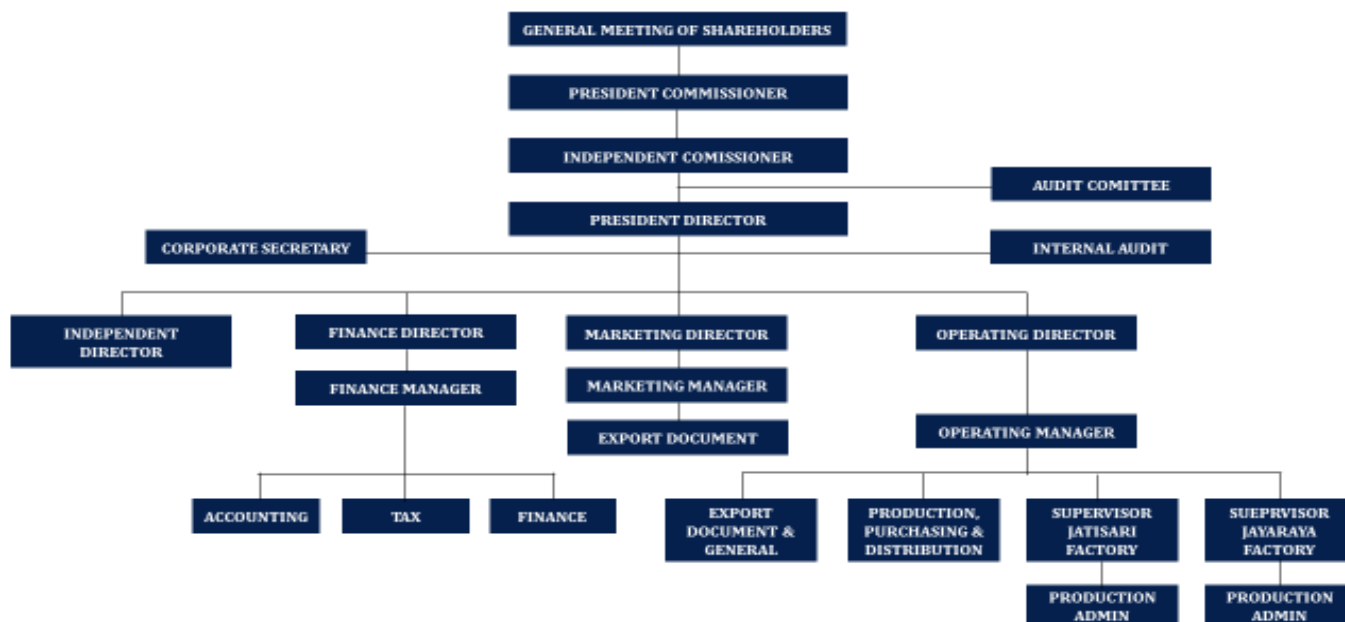 GENERAL MEETING OF SHAREHOLDERS
PRESIDENT COMMISSIONER
INDEPENDENT COMISSIONER
AUDIT COMITTEE
PRESIDENT DIRECTOR
CORPORATE SECRETARY
INTERNAL AUDIT
INDEPENDENT
DIRECTOR
FINANCE DIRECTOR
MARKETING DIRECTOR
OPERATING DIRECTOR
FINANCE MANAGER
MARKETING MANAGER
EXPORT DOCUMENT
OPERATING MANAGER
ACCOUNTING
TAX
FINANCE
EXPORT
DOCUMENT &
GENERAL
PRODUCTION,
PURCHASING &
DISTRIBUTION
SUPERVISOR
JATISARI
FACTORY
SUEPRVISOR
JAYARAYA
FACTORY
PRODUCTION
ADMIN
PRODUCTION
ADMIN